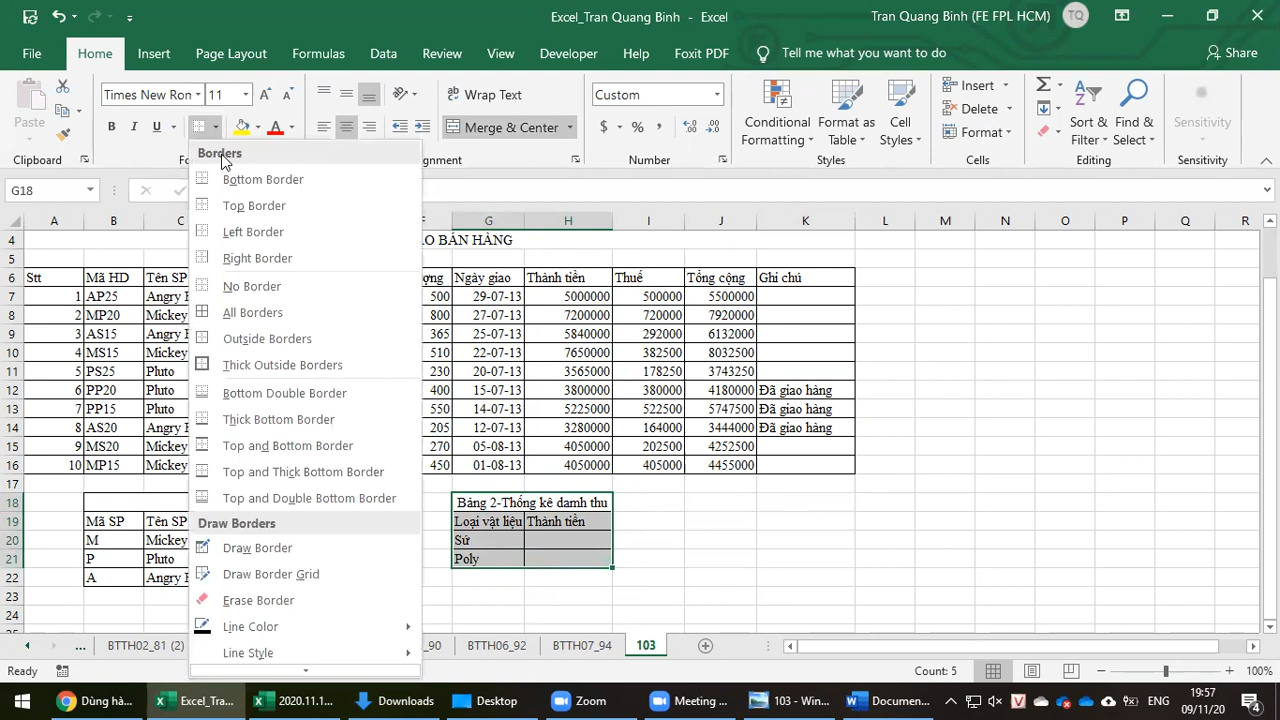 Excel_Tran Quang Binh - Excel
Tran Quang Binh (FE FPL HCM) TQ
File Home Insert Page Layout Formulas Data Review View Developer Help Foxit PDF Tell me what you want to do Share
Paste Times New Ron 11 Wrap Text Custom Conditional Formatting Format as Table Cell Styles Insert Delete Format Sort & Filter Find & Select Sensitivity
B I U A Merge & Center $ % ,
Clipboard Fo gnment Number Styles Cells Editing Sensitivity
G18
Borders
Bottom Border
Top Border
Left Border
Right Border
No Border
All Borders
Outside Borders
Thick Outside Borders
Bottom Double Border
Thick Bottom Border
Top and Bottom Border
Top and Thick Bottom Border
Top and Double Bottom Border
Draw Borders
Draw Border
Draw Border Grid
Erase Border
Line Color
Line Style
A B C F G H I J K L M N O P Q R
4 O BÁN HÀNG
5
6 Stt Mã HD Tên SP ợng Ngày giao Thành tiền Thuế Tổng cộng Ghi chú
7 1 AP25 Angry B 500 29-07-13 5000000 500000 5500000
8 2 MP20 Mickey 800 27-07-13 7200000 720000 7920000
9 3 AS15 Angry B 365 25-07-13 5840000 292000 6132000
10 4 MS15 Mickey 510 22-07-13 7650000 382500 8032500
11 5 PS25 Pluto 230 20-07-13 3565000 178250 3743250
12 6 PP20 Pluto 400 15-07-13 3800000 380000 4180000 Đã giao hàng
13 7 PP15 Pluto 550 14-07-13 5225000 522500 5747500 Đã giao hàng
14 8 AS20 Angry B 205 12-07-13 3280000 164000 3444000 Đã giao hàng
15 9 MS20 Mickey 270 05-08-13 4050000 202500 4252500
16 10 MP15 Mickey 450 01-08-13 4050000 405000 4455000
17
18 Bảng 2-Thống kê danh thu
19 Mã SP Tên SP Loại vật liệu Thành tiền
20 M Mickey Sứ
21 P Pluto Poly
22 A Angry B
23
24
... BTTH02_81 (2) _90 BTTH06_92 BTTH07_94 103
Ready Count: 5 100%
Dùng hà... Excel_Tra... 2020.11.1... Downloads Desktop Zoom Meeting ... 103 - Win... Documen... V ENG 19:57 09/11/20 4